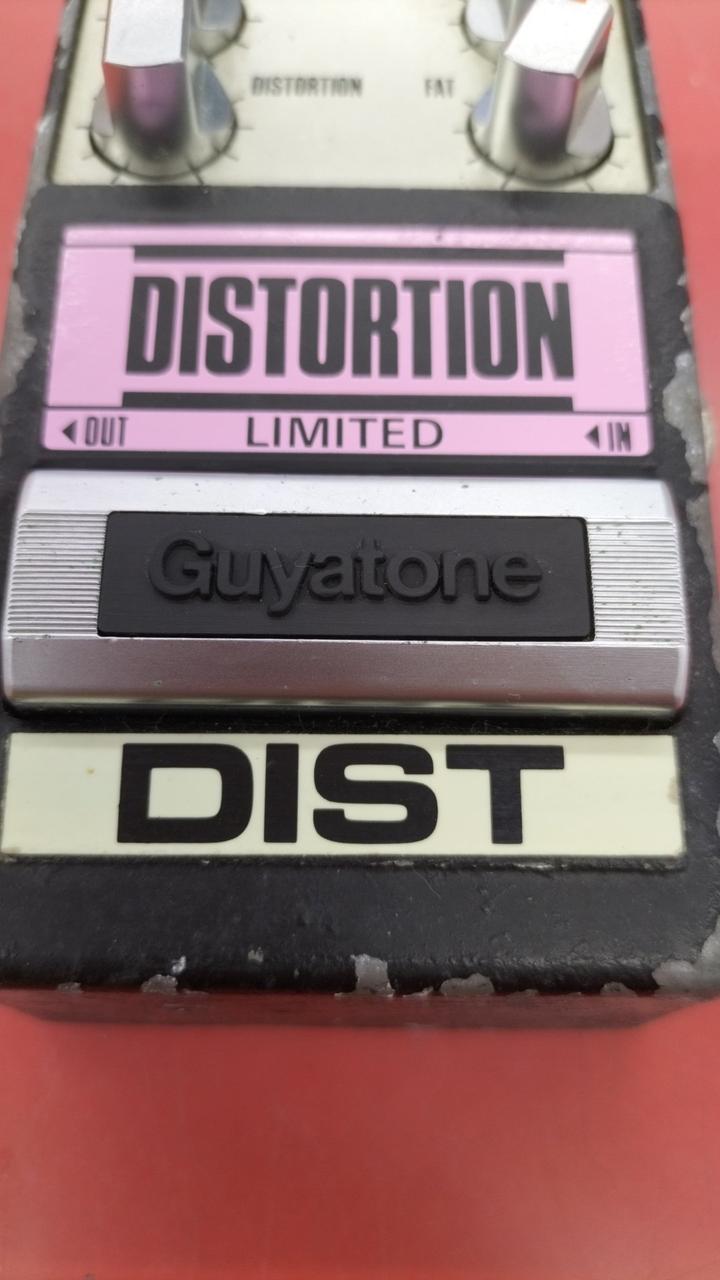 DISTORTION FAT
DISTORTION
◀ OUT LIMITED ◀ IN
Guyatone
DIST